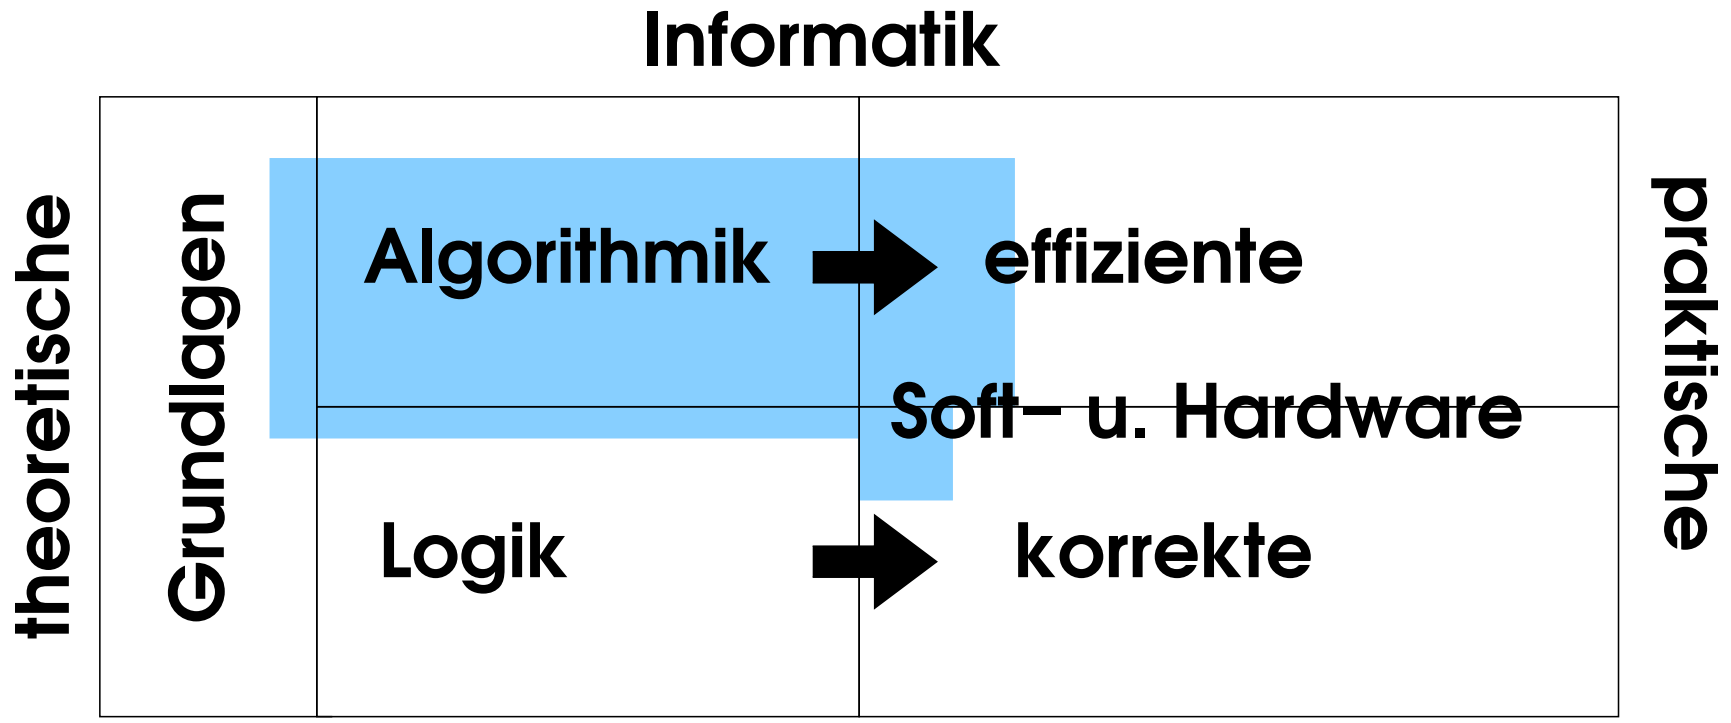 Informatik
theoretische
Grundlagen
Algorithmik
effiziente
Soft– u. Hardware
Logik
korrekte
praktische